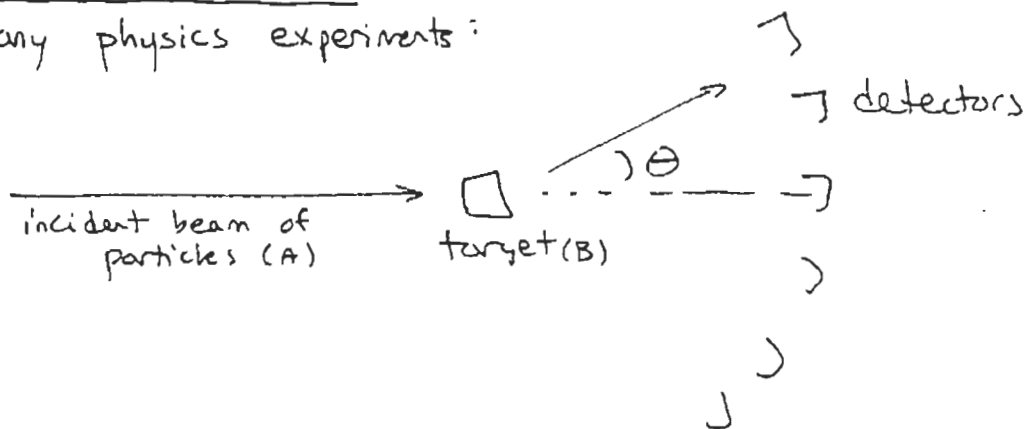 any physics experiments:
detectors
θ
incident beam of
particles (A)
target (B)